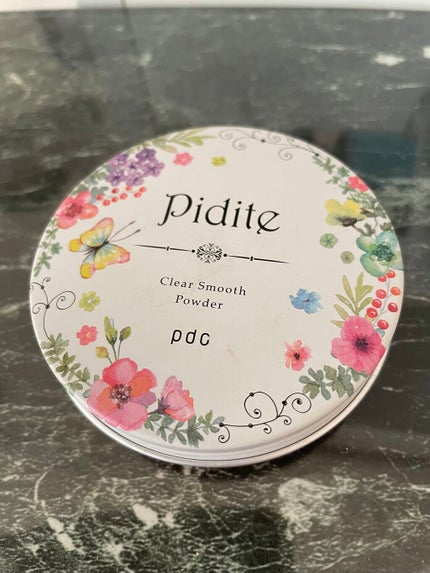 Pidite
Clear Smooth
Powder
pdc